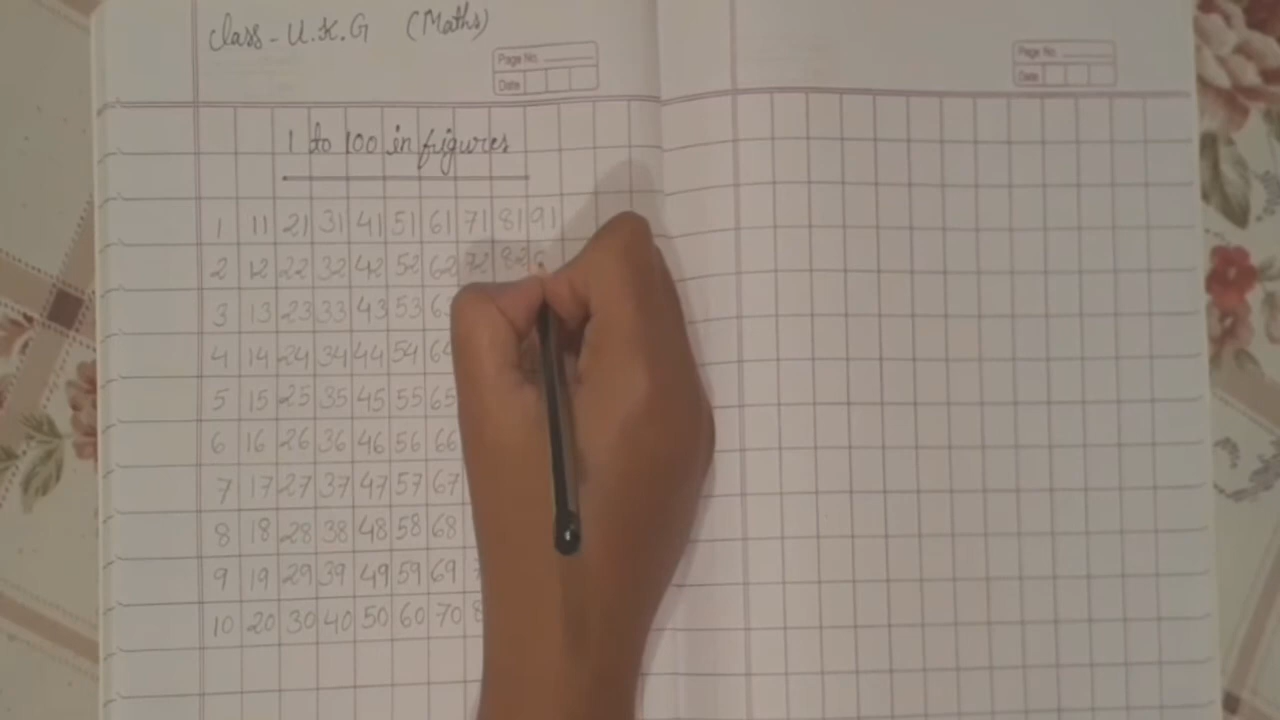 Class - U.K.G (Maths)
Page No.
Date
Page No.
Date
1 to 100 in figures
1 11 21 31 41 51 61 71 81 91
2 12 22 32 42 52 62 72 82
3 13 23 33 43 53
4 14 24 34 44 54 64
5 15 25 35 45 55 65
6 16 26 36 46 56 66
7 17 27 37 47 57 67
8 18 28 38 48 58 68
9 19 29 39 49 59 69
10 20 30 40 50 60 70